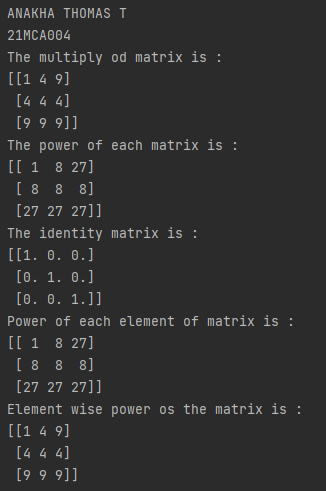 ANAKHA THOMAS T
21MCA004
The multiply od matrix is :
[[1 4 9]
 [4 4 4]
 [9 9 9]]
The power of each matrix is :
[[ 1  8 27]
 [ 8  8  8]
 [27 27 27]]
The identity matrix is :
[[1. 0. 0.]
 [0. 1. 0.]
 [0. 0. 1.]]
Power of each element of matrix is :
[[ 1  8 27]
 [ 8  8  8]
 [27 27 27]]
Element wise power os the matrix is :
[[1 4 9]
 [4 4 4]
 [9 9 9]]